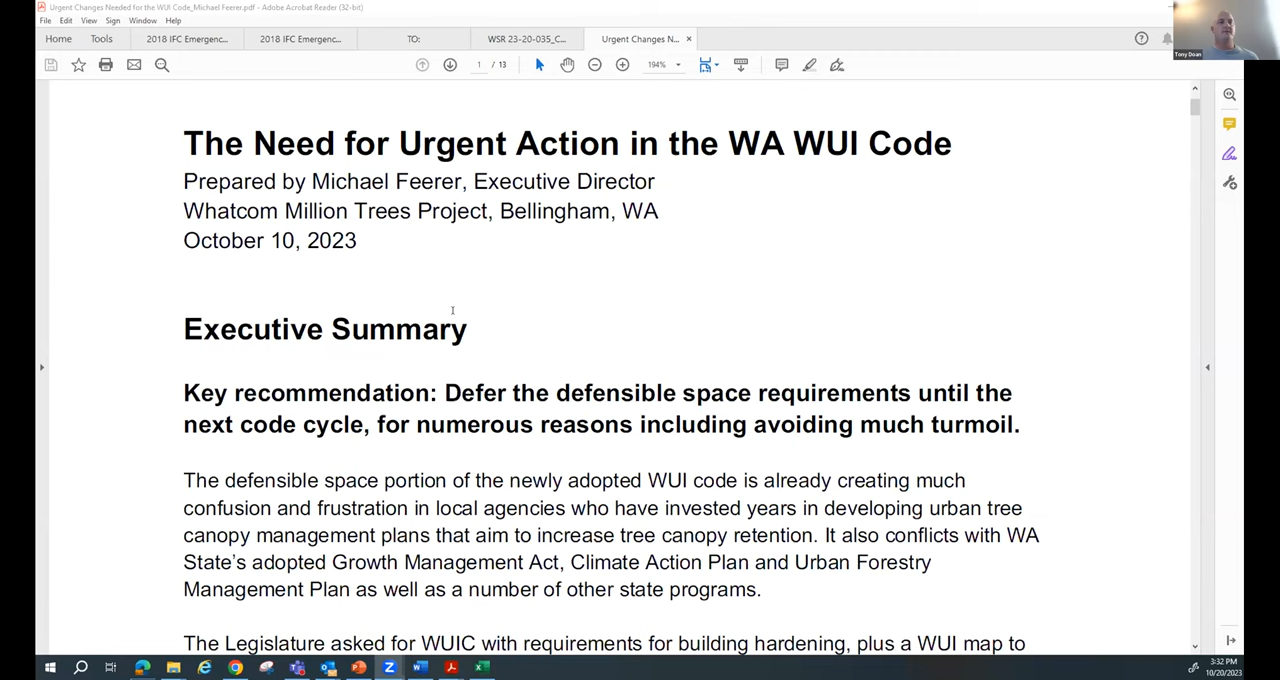 Urgent Changes Needed for the WUI Code_Michael Feerer.pdf - Adobe Acrobat Reader (32-bit)
File Edit View Sign Window Help
Home Tools 2018 IFC Emergenc... 2018 IFC Emergenc... TO: WSR 23-20-035_C... Urgent Changes N... ×
1 / 13 194%
Tony Doan
The Need for Urgent Action in the WA WUI Code
Prepared by Michael Feerer, Executive Director
Whatcom Million Trees Project, Bellingham, WA
October 10, 2023
Executive Summary
Key recommendation: Defer the defensible space requirements until the
next code cycle, for numerous reasons including avoiding much turmoil.
The defensible space portion of the newly adopted WUI code is already creating much
confusion and frustration in local agencies who have invested years in developing urban tree
canopy management plans that aim to increase tree canopy retention. It also conflicts with WA
State's adopted Growth Management Act, Climate Action Plan and Urban Forestry
Management Plan as well as a number of other state programs.
The Legislature asked for WUIC with requirements for building hardening, plus a WUI map to
3:32 PM
10/20/2023